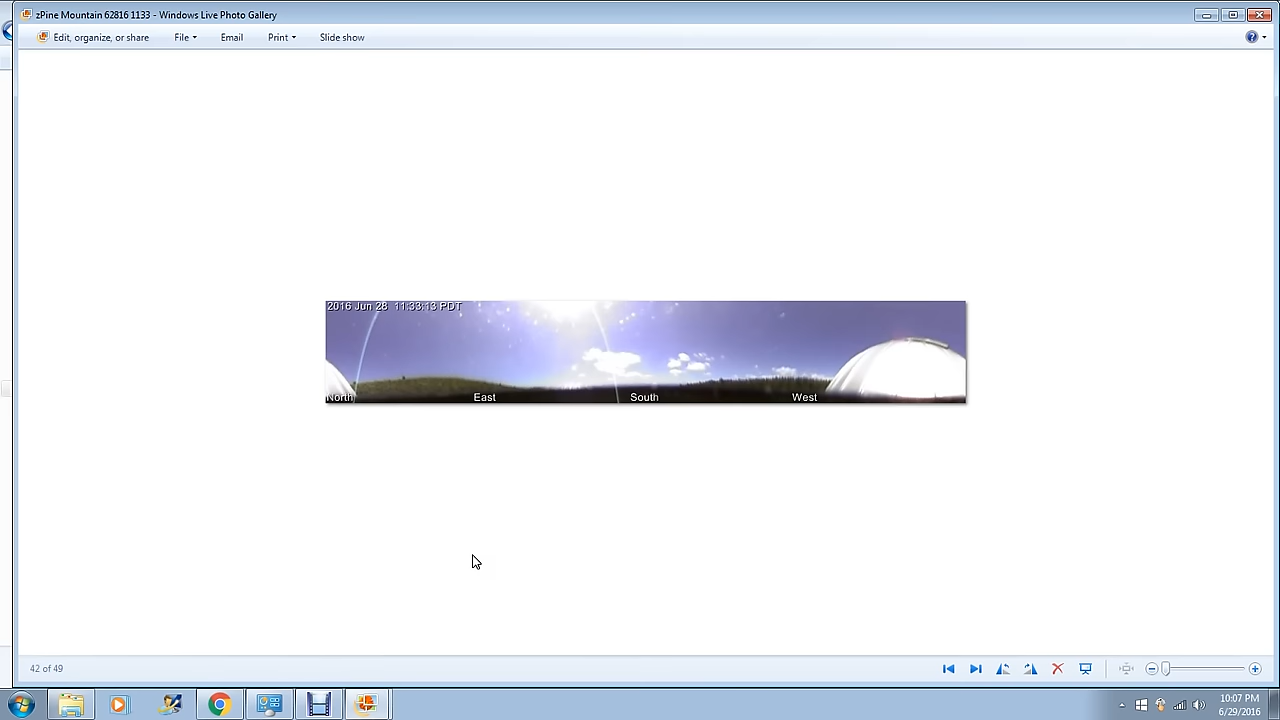 zPine Mountain 62816 1133 - Windows Live Photo Gallery
Edit, organize, or share File Email Print Slide show
2016 Jun 28 11:33:13 PDT
North East South West
42 of 49
10:07 PM
6/29/2016